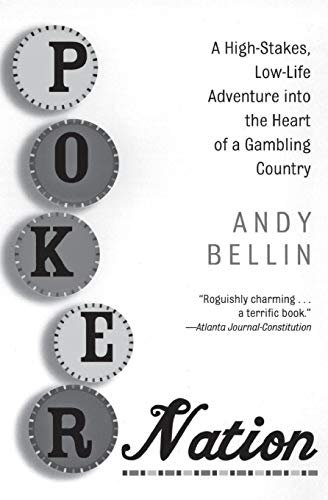 P
O
K
E
R
Nation
A High-Stakes,
Low-Life
Adventure into
the Heart
of a Gambling
Country
ANDY
BELLIN
"Roguishly charming . . .
a terrific book."
—Atlanta Journal-Constitution